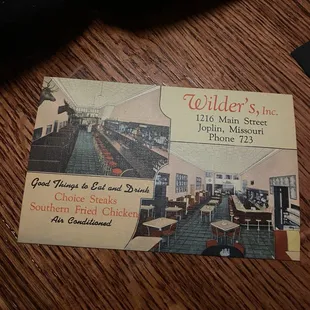 Wilder's, Inc.
1216 Main Street
Joplin, Missouri
Phone 723
Good Things to Eat and Drink
Choice Steaks
Southern Fried Chicken
Air Conditioned